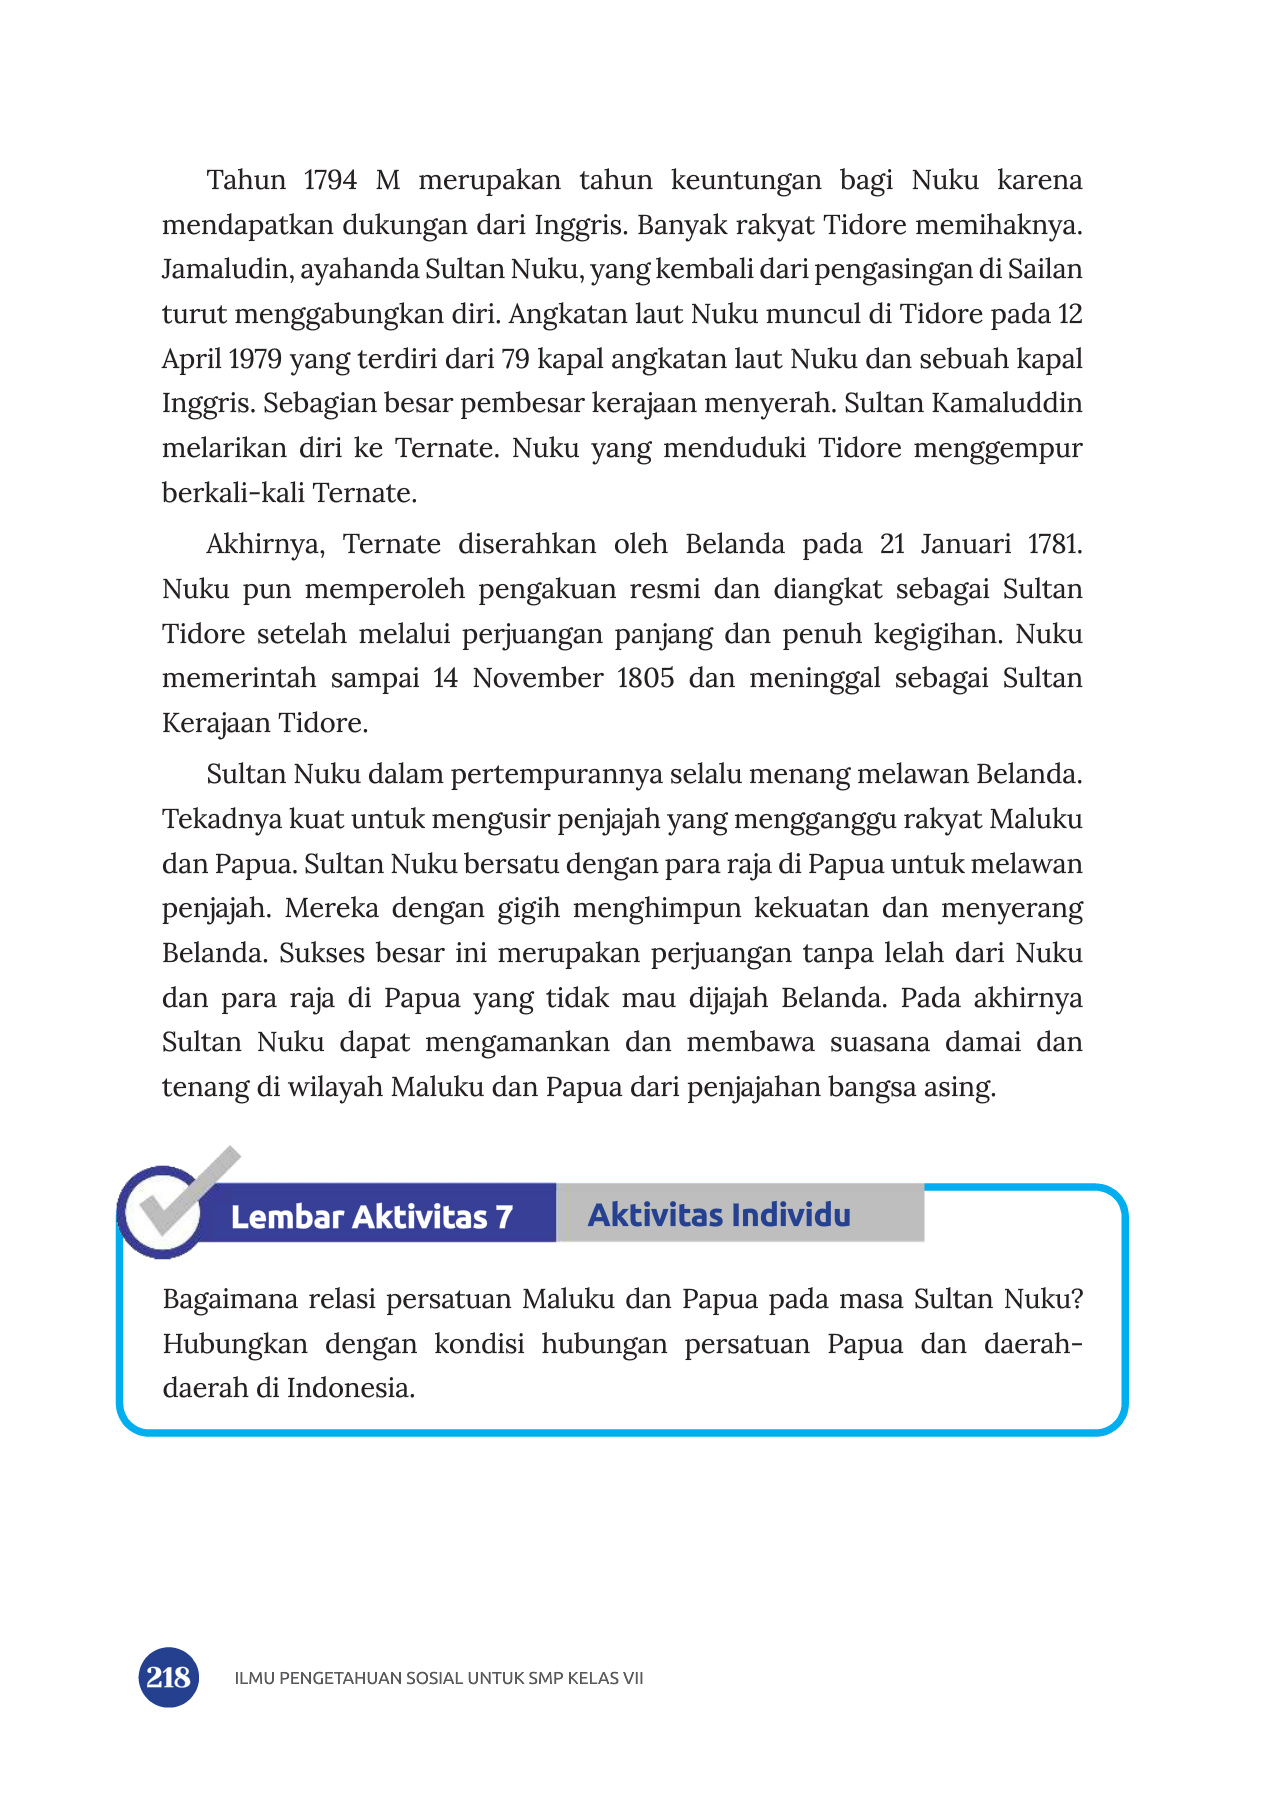 Tahun 1794 M merupakan tahun keuntungan bagi Nuku karena
mendapatkan dukungan dari Inggris. Banyak rakyat Tidore memihaknya.
Jamaludin, ayahanda Sultan Nuku, yang kembali dari pengasingan di Sailan
turut menggabungkan diri. Angkatan laut Nuku muncul di Tidore pada 12
April 1979 yang terdiri dari 79 kapal angkatan laut Nuku dan sebuah kapal
Inggris. Sebagian besar pembesar kerajaan menyerah. Sultan Kamaluddin
melarikan diri ke Ternate. Nuku yang menduduki Tidore menggempur
berkali-kali Ternate.
Akhirnya, Ternate diserahkan oleh Belanda pada 21 Januari 1781.
Nuku pun memperoleh pengakuan resmi dan diangkat sebagai Sultan
Tidore setelah melalui perjuangan panjang dan penuh kegigihan. Nuku
memerintah sampai 14 November 1805 dan meninggal sebagai Sultan
Kerajaan Tidore.
Sultan Nuku dalam pertempurannya selalu menang melawan Belanda.
Tekadnya kuat untuk mengusir penjajah yang mengganggu rakyat Maluku
dan Papua. Sultan Nuku bersatu dengan para raja di Papua untuk melawan
penjajah. Mereka dengan gigih menghimpun kekuatan dan menyerang
Belanda. Sukses besar ini merupakan perjuangan tanpa lelah dari Nuku
dan para raja di Papua yang tidak mau dijajah Belanda. Pada akhirnya
Sultan Nuku dapat mengamankan dan membawa suasana damai dan
tenang di wilayah Maluku dan Papua dari penjajahan bangsa asing.
Lembar Aktivitas 7 Aktivitas Individu
Bagaimana relasi persatuan Maluku dan Papua pada masa Sultan Nuku?
Hubungkan dengan kondisi hubungan persatuan Papua dan daerah-
daerah di Indonesia.
218 ILMU PENGETAHUAN SOSIAL UNTUK SMP KELAS VII